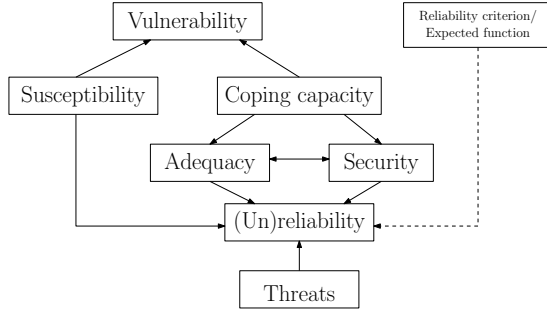 Vulnerability
Reliability criterion/
Expected function
Susceptibility
Coping capacity
Adequacy
Security
(Un)reliability
Threats